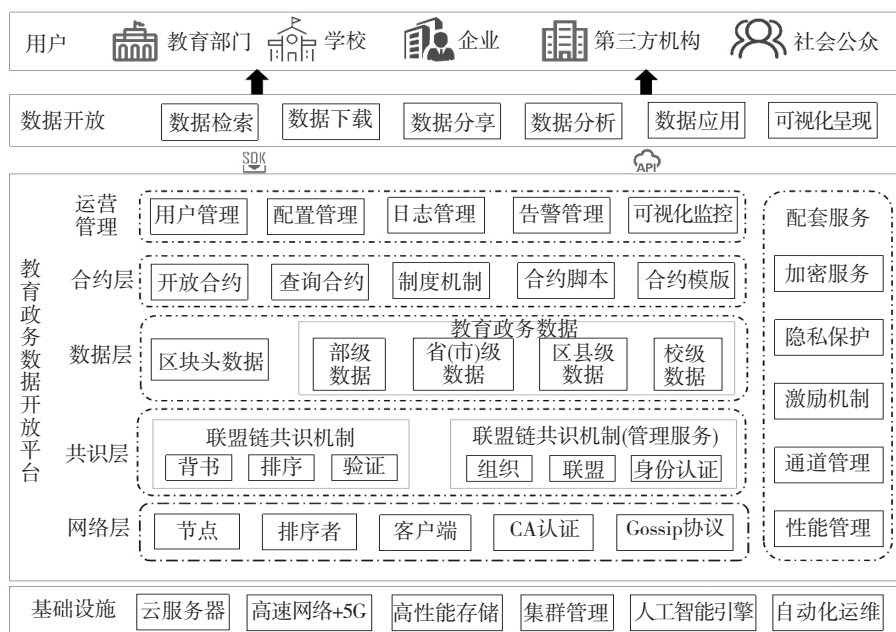 用户 教育部门 学校 企业 第三方机构 社会公众
数据开放 数据检索 数据下载 数据分享 数据分析 数据应用 可视化呈现
SDK API
教育政务数据开放平台
运营管理 用户管理 配置管理 日志管理 告警管理 可视化监控
合约层 开放合约 查询合约 制度机制 合约脚本 合约模版
教育政务数据
数据层 区块头数据 部级数据 省(市)级数据 区县级数据 校级数据
联盟链共识机制 联盟链共识机制(管理服务)
共识层 背书 排序 验证 组织 联盟 身份认证
网络层 节点 排序者 客户端 CA认证 Gossip协议
配套服务
加密服务
隐私保护
激励机制
通道管理
性能管理
基础设施 云服务器 高速网络+5G 高性能存储 集群管理 人工智能引擎 自动化运维